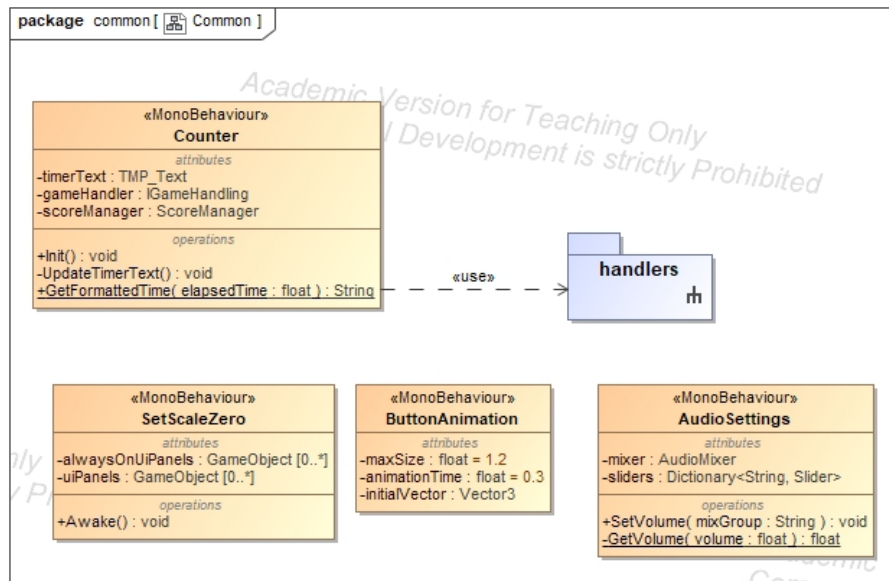 package common [ Common ]
Academic Version for Teaching Only
l Development is strictly Prohibited
«MonoBehaviour»
Counter
attributes
-timerText : TMP_Text
-gameHandler : IGameHandling
-scoreManager : ScoreManager
operations
+Init() : void
-UpdateTimerText() : void
+GetFormattedTime( elapsedTime : float ) : String
«use»
handlers
«MonoBehaviour»
SetScaleZero
attributes
-alwaysOnUiPanels : GameObject [0..*]
-uiPanels : GameObject [0..*]
operations
+Awake() : void
«MonoBehaviour»
ButtonAnimation
attributes
-maxSize : float = 1.2
-animationTime : float = 0.3
-initialVector : Vector3
«MonoBehaviour»
AudioSettings
attributes
-mixer : AudioMixer
-sliders : Dictionary<String, Slider>
operations
+SetVolume( mixGroup : String ) : void
-GetVolume( volume : float ) : float